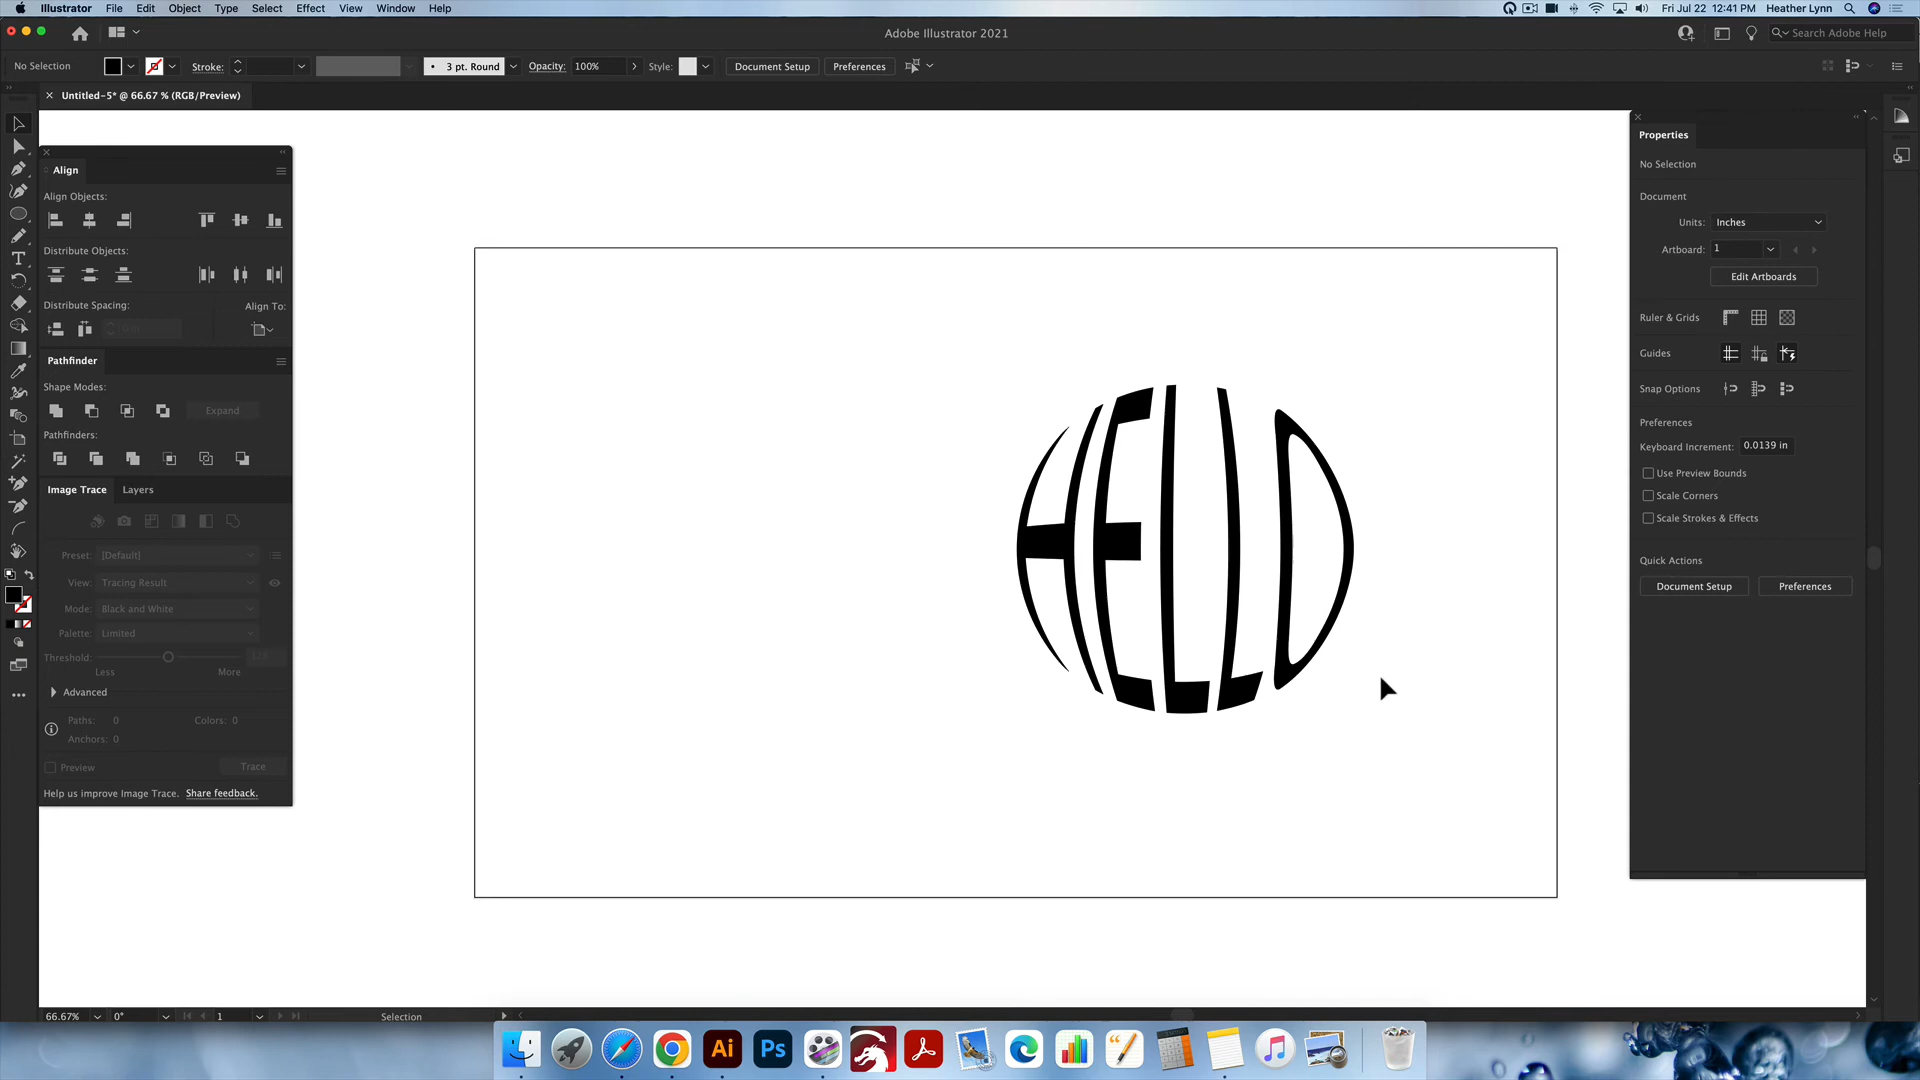 Illustrator File Edit Object Type Select Effect View Window Help Fri Jul 22 12:41 PM Heather Lynn
Adobe Illustrator 2021 Search Adobe Help
No Selection Stroke: 3 pt. Round Opacity: 100% Style: Document Setup Preferences
Untitled-5* @ 66.67 % (RGB/Preview)
Align
Align Objects:
Distribute Objects:
Distribute Spacing: Align To:
Pathfinder
Shape Modes:
Expand
Pathfinders:
Image Trace Layers
Preset: [Default]
View: Tracing Result
Mode: Black and White
Palette: Limited
Threshold:
Less More
Advanced
Paths: 0 Colors: 0
Anchors: 0
Preview Trace
Help us improve Image Trace. Share feedback.
HELLO
Properties
No Selection
Document
Units: Inches
Artboard: 1
Edit Artboards
Ruler & Grids
Guides
Snap Options
Preferences
Keyboard Increment: 0.0139 in
Use Preview Bounds
Scale Corners
Scale Strokes & Effects
Quick Actions
Document Setup Preferences
66.67% 0° 1 Selection
Ai Ps